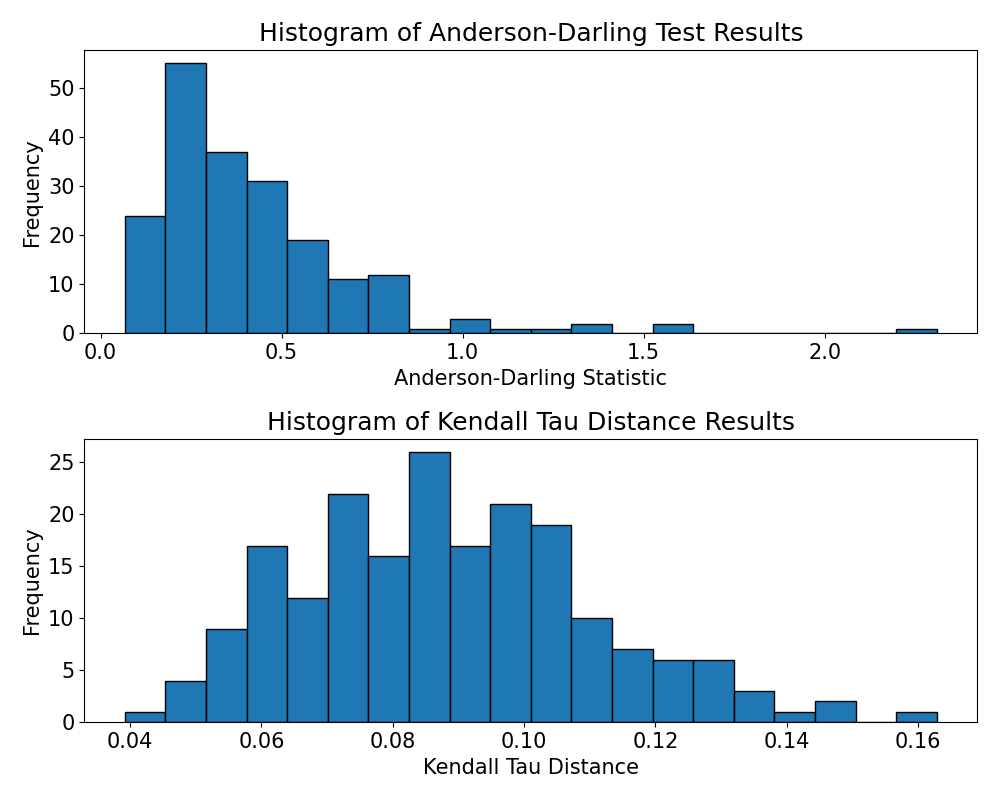 Histogram of Anderson-Darling Test Results
Frequency
50
40
30
20
10
0
0.0 0.5 1.0 1.5 2.0
Anderson-Darling Statistic
Histogram of Kendall Tau Distance Results
Frequency
25
20
15
10
5
0
0.04 0.06 0.08 0.10 0.12 0.14 0.16
Kendall Tau Distance